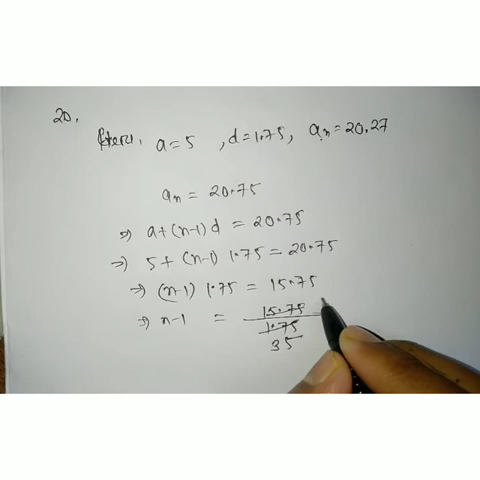 20.
Here, a = 5 , d = 1.75, an = 20.27
an = 20.75
⇒ a + (n-1) d = 20.75
⇒ 5 + (n-1) 1.75 = 20.75
⇒ (n-1) 1.75 = 15.75
⇒ n-1 = 15.75
1.75
35